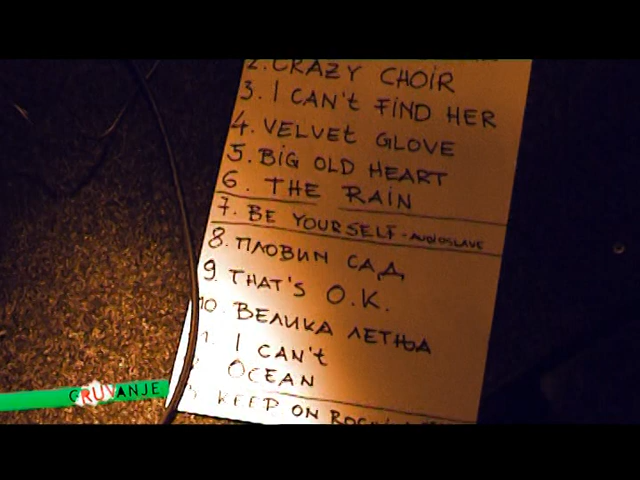 2. CRAZY CHOIR
3. I CAN't FIND HER
4. VELVEt GLOVE
5. BIG OLD HEART
6. THE RAIN
7. BE YOURSELF - AUDIOSLAVE
8. ПЛОВИМ САД
9. THAT'S O.K.
10. ВЕЛИКА ЛЕТЊА
1. I CAN't
OCEAN
KEEP ON
GRUVANJE